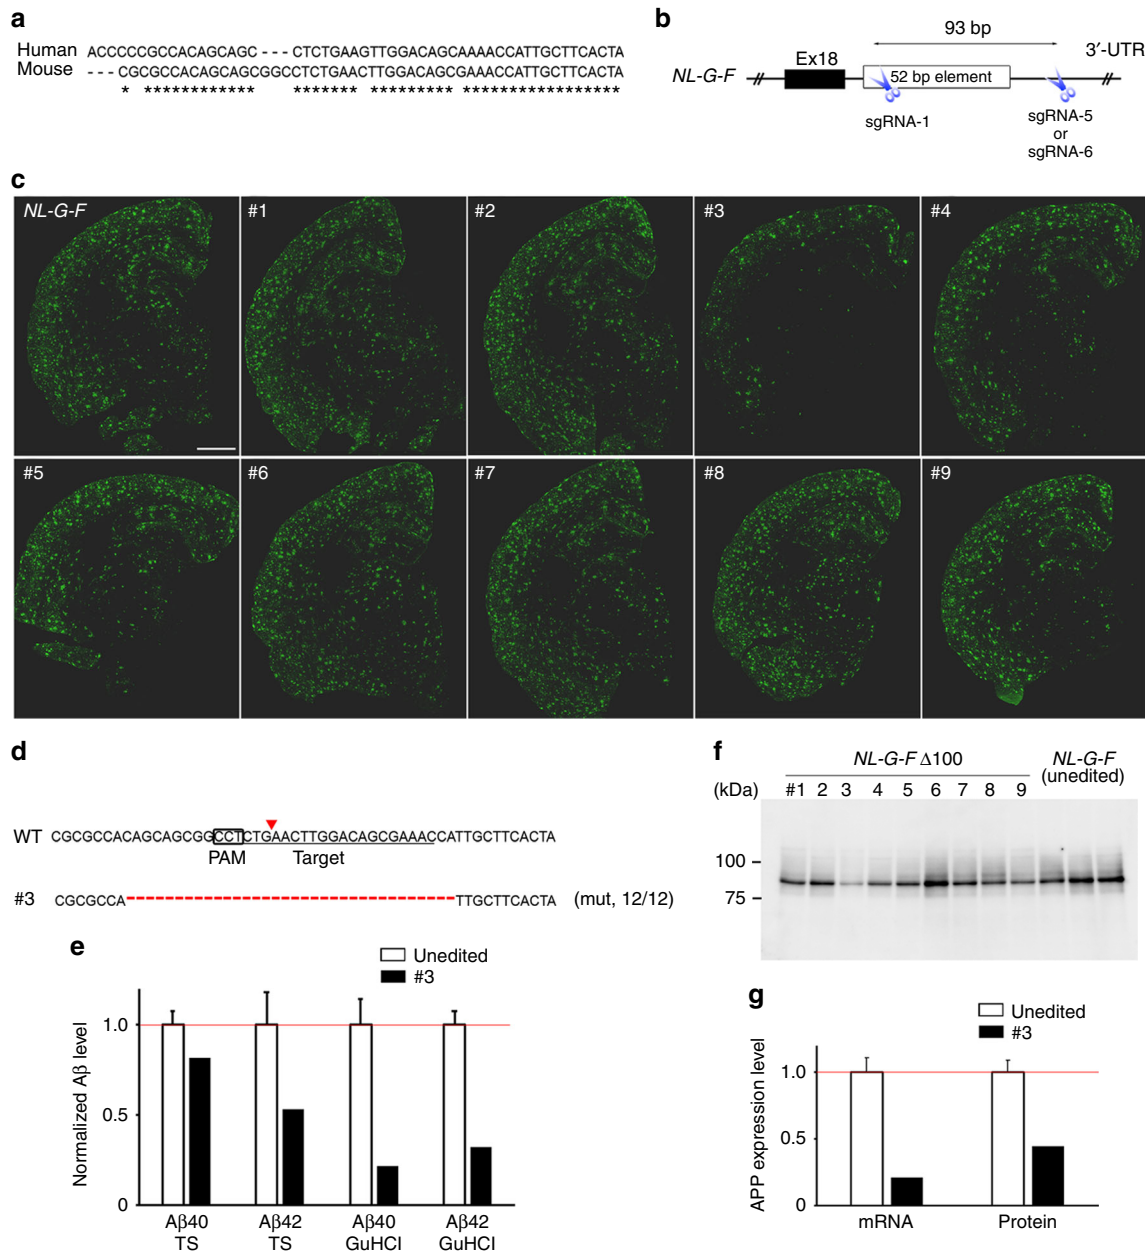 a
Human ACCCCCGCCACAGCAGC - - - CTCTGAAGTTGGACAGCAAAACCATTGCTTCACTA
Mouse - - - CGCGCCACAGCAGCGGCCTCTGAACTTGGACAGCGAAACCATTGCTTCACTA
* ************ ******* ********* *****************
b
93 bp
3′-UTR
NL-G-F
Ex18
52 bp element
sgRNA-1
sgRNA-5
or
sgRNA-6
c
NL-G-F
#1
#2
#3
#4
#5
#6
#7
#8
#9
d
WT CGCGCCACAGCAGCGGCCTCTGAACTTGGACAGCGAAACCATTGCTTCACTA
PAM Target
#3 CGCGCCA---------------------------------TTGCTTCACTA (mut, 12/12)
e
Unedited
#3
Normalized Aβ level
1.0
0.5
0
Aβ40 TS
Aβ42 TS
Aβ40 GuHCl
Aβ42 GuHCl
f
NL-G-F Δ100
NL-G-F
(unedited)
(kDa) #1 2 3 4 5 6 7 8 9
100
75
g
Unedited
#3
APP expression level
1.0
0.5
0
mRNA
Protein